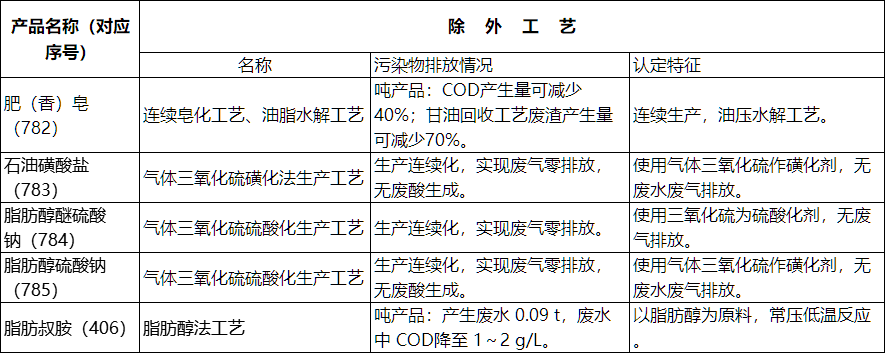 产品名称（对应
序号）
除 外 工 艺
名称
污染物排放情况
认定特征
肥（香）皂
（782）
连续皂化工艺、油脂水解工艺
吨产品：COD产生量可减少
40%；甘油回收工艺废渣产生量
可减少70%。
连续生产，油压水解工艺。
石油磺酸盐
（783）
气体三氧化硫磺化法生产工艺
生产连续化，实现废气零排放，
无废酸生成。
使用气体三氧化硫作磺化剂，无
废水废气排放。
脂肪醇醚硫酸
钠（784）
气体三氧化硫硫酸化生产工艺
生产连续化，实现废气零排放。
使用三氧化硫为硫酸化剂，无废
气排放。
脂肪醇硫酸钠
（785）
气体三氧化硫硫酸化生产工艺
生产连续化，实现废气零排放，
无废酸生成。
使用气体三氧化硫作磺化剂，无
废水废气排放。
脂肪叔胺（406）
脂肪醇法工艺
吨产品：产生废水 0.09 t，废水
中 COD降至 1～2 g/L。
以脂肪醇为原料，常压低温反应
。